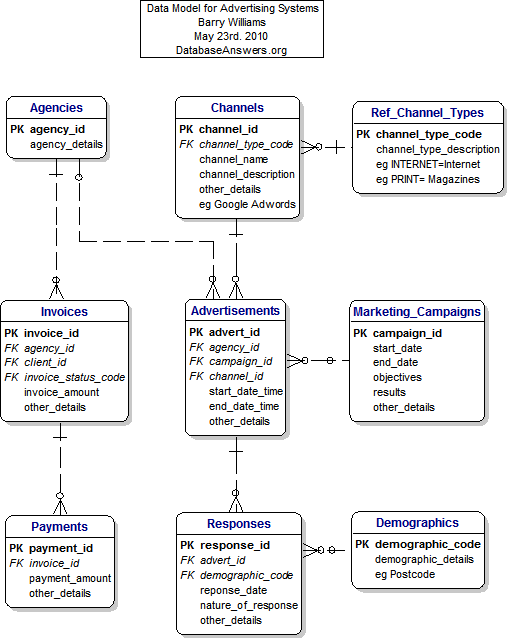 Data Model for Advertising Systems
Barry Williams
May 23rd. 2010
DatabaseAnswers.org
Agencies
PK agency_id
agency_details
Channels
PK channel_id
FK channel_type_code
channel_name
channel_description
other_details
eg Google Adwords
Ref_Channel_Types
PK channel_type_code
channel_type_description
eg INTERNET=Internet
eg PRINT= Magazines
Invoices
PK invoice_id
FK agency_id
FK client_id
FK invoice_status_code
invoice_amount
other_details
Advertisements
PK advert_id
FK agency_id
FK campaign_id
FK channel_id
start_date_time
end_date_time
other_details
Marketing_Campaigns
PK campaign_id
start_date
end_date
objectives
results
other_details
Payments
PK payment_id
FK invoice_id
payment_amount
other_details
Responses
PK response_id
FK advert_id
FK demographic_code
reponse_date
nature_of_response
other_details
Demographics
PK demographic_code
demographic_details
eg Postcode